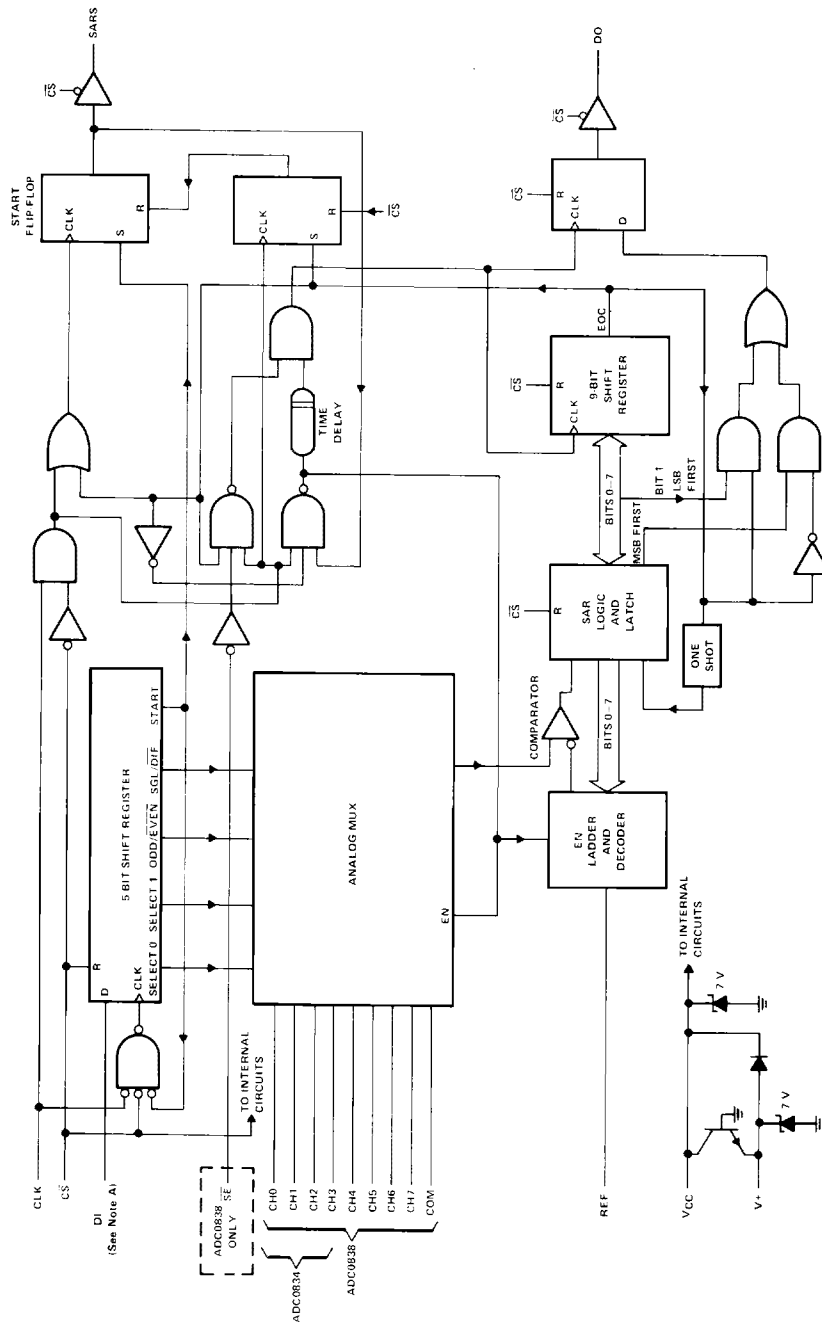 CLK
CS
DI
(See Note A)
ADC0838
ONLY
SE
CH0
CH1
CH2
CH3
CH4
CH5
CH6
CH7
COM
ADC0834
ADC0838
REF
VCC
V+
7 V
7 V
TO INTERNAL
CIRCUITS
TO INTERNAL
CIRCUITS
5-BIT SHIFT REGISTER
R
D
CLK
SELECT 0
SELECT 1
ODD/EVEN
SGL/DIF
START
ANALOG MUX
EN
EN
LADDER
AND
DECODER
COMPARATOR
BITS 0–7
CS
R
SAR
LOGIC
AND
LATCH
ONE
SHOT
BITS 0–7
MSB FIRST
BIT 1
LSB
FIRST
CS
R
CLK
9-BIT
SHIFT
REGISTER
EOC
TIME
DELAY
START
FLIP-FLOP
CLK
S
R
CLK
S
R
CS
CS
SARS
CS
R
CLK
D
CS
DO